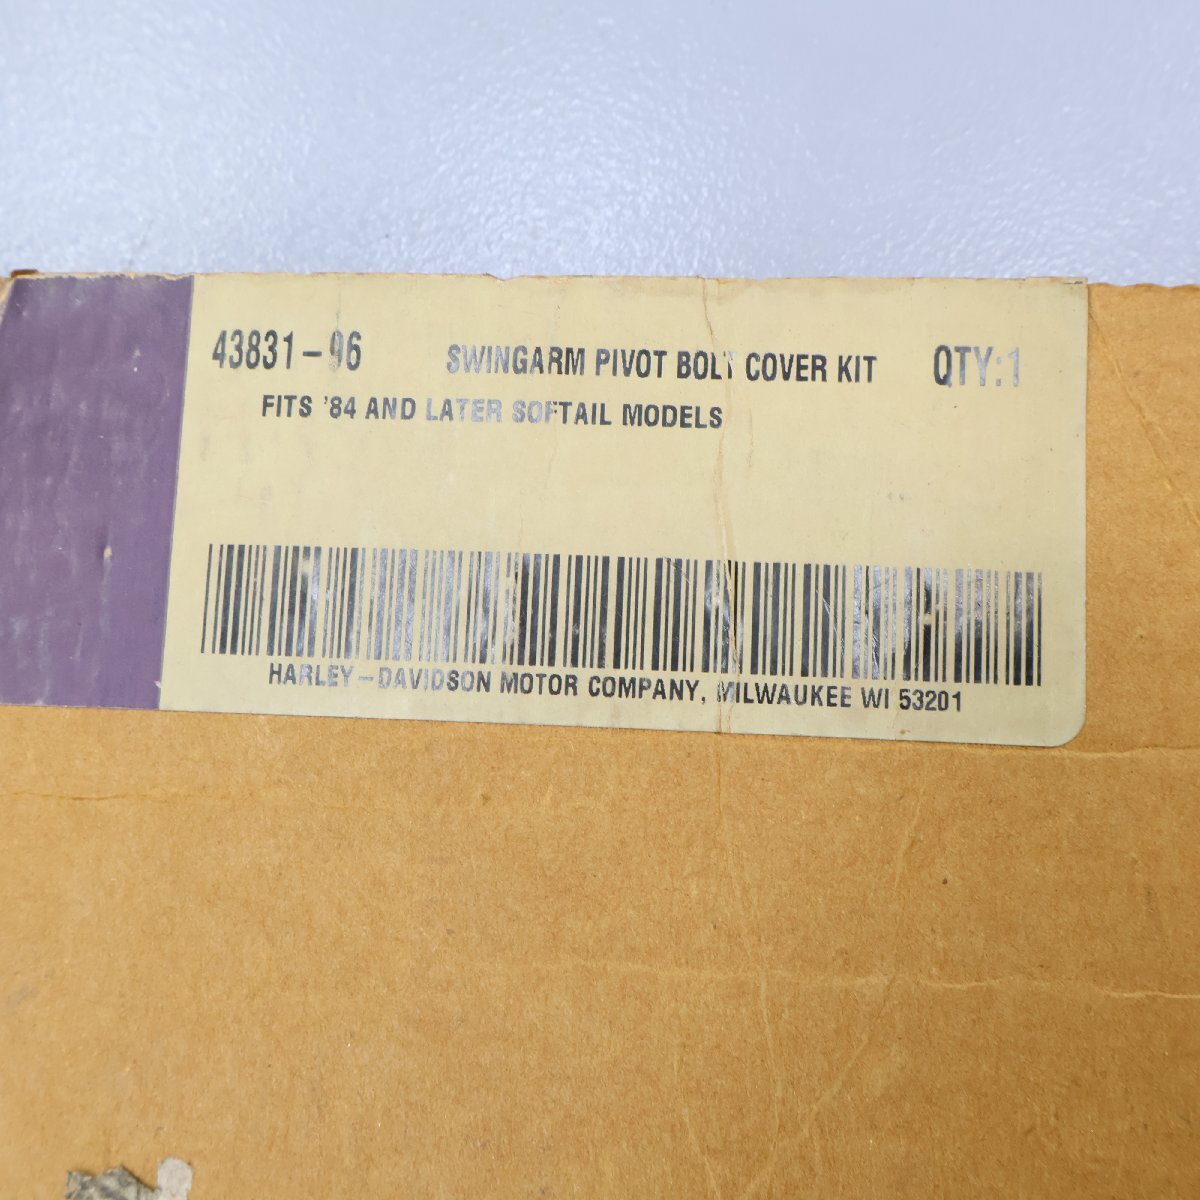 43831-96 SWINGARM PIVOT BOLT COVER KIT QTY:1
FITS '84 AND LATER SOFTAIL MODELS
HARLEY-DAVIDSON MOTOR COMPANY, MILWAUKEE WI 53201